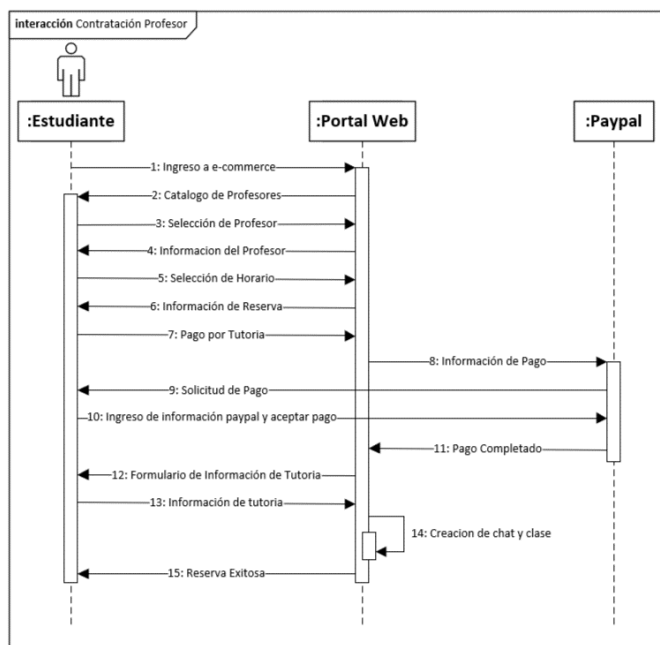 interacción Contratación Profesor
:Estudiante
:Portal Web
:Paypal
1: Ingreso a e-commerce
2: Catalogo de Profesores
3: Selección de Profesor
4: Informacion del Profesor
5: Selección de Horario
6: Información de Reserva
7: Pago por Tutoria
8: Información de Pago
9: Solicitud de Pago
10: Ingreso de información paypal y aceptar pago
11: Pago Completado
12: Formulario de Información de Tutoria
13: Información de tutoria
14: Creacion de chat y clase
15: Reserva Exitosa